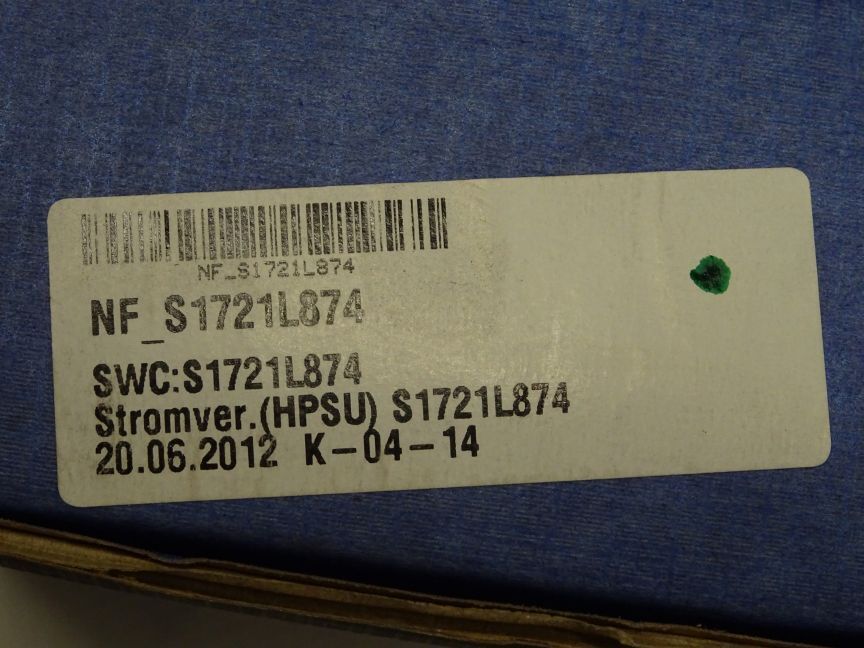 NF_S1721L874
NF_S1721L874
SWC:S1721L874
Stromver.(HPSU) S1721L874
20.06.2012 K-04-14